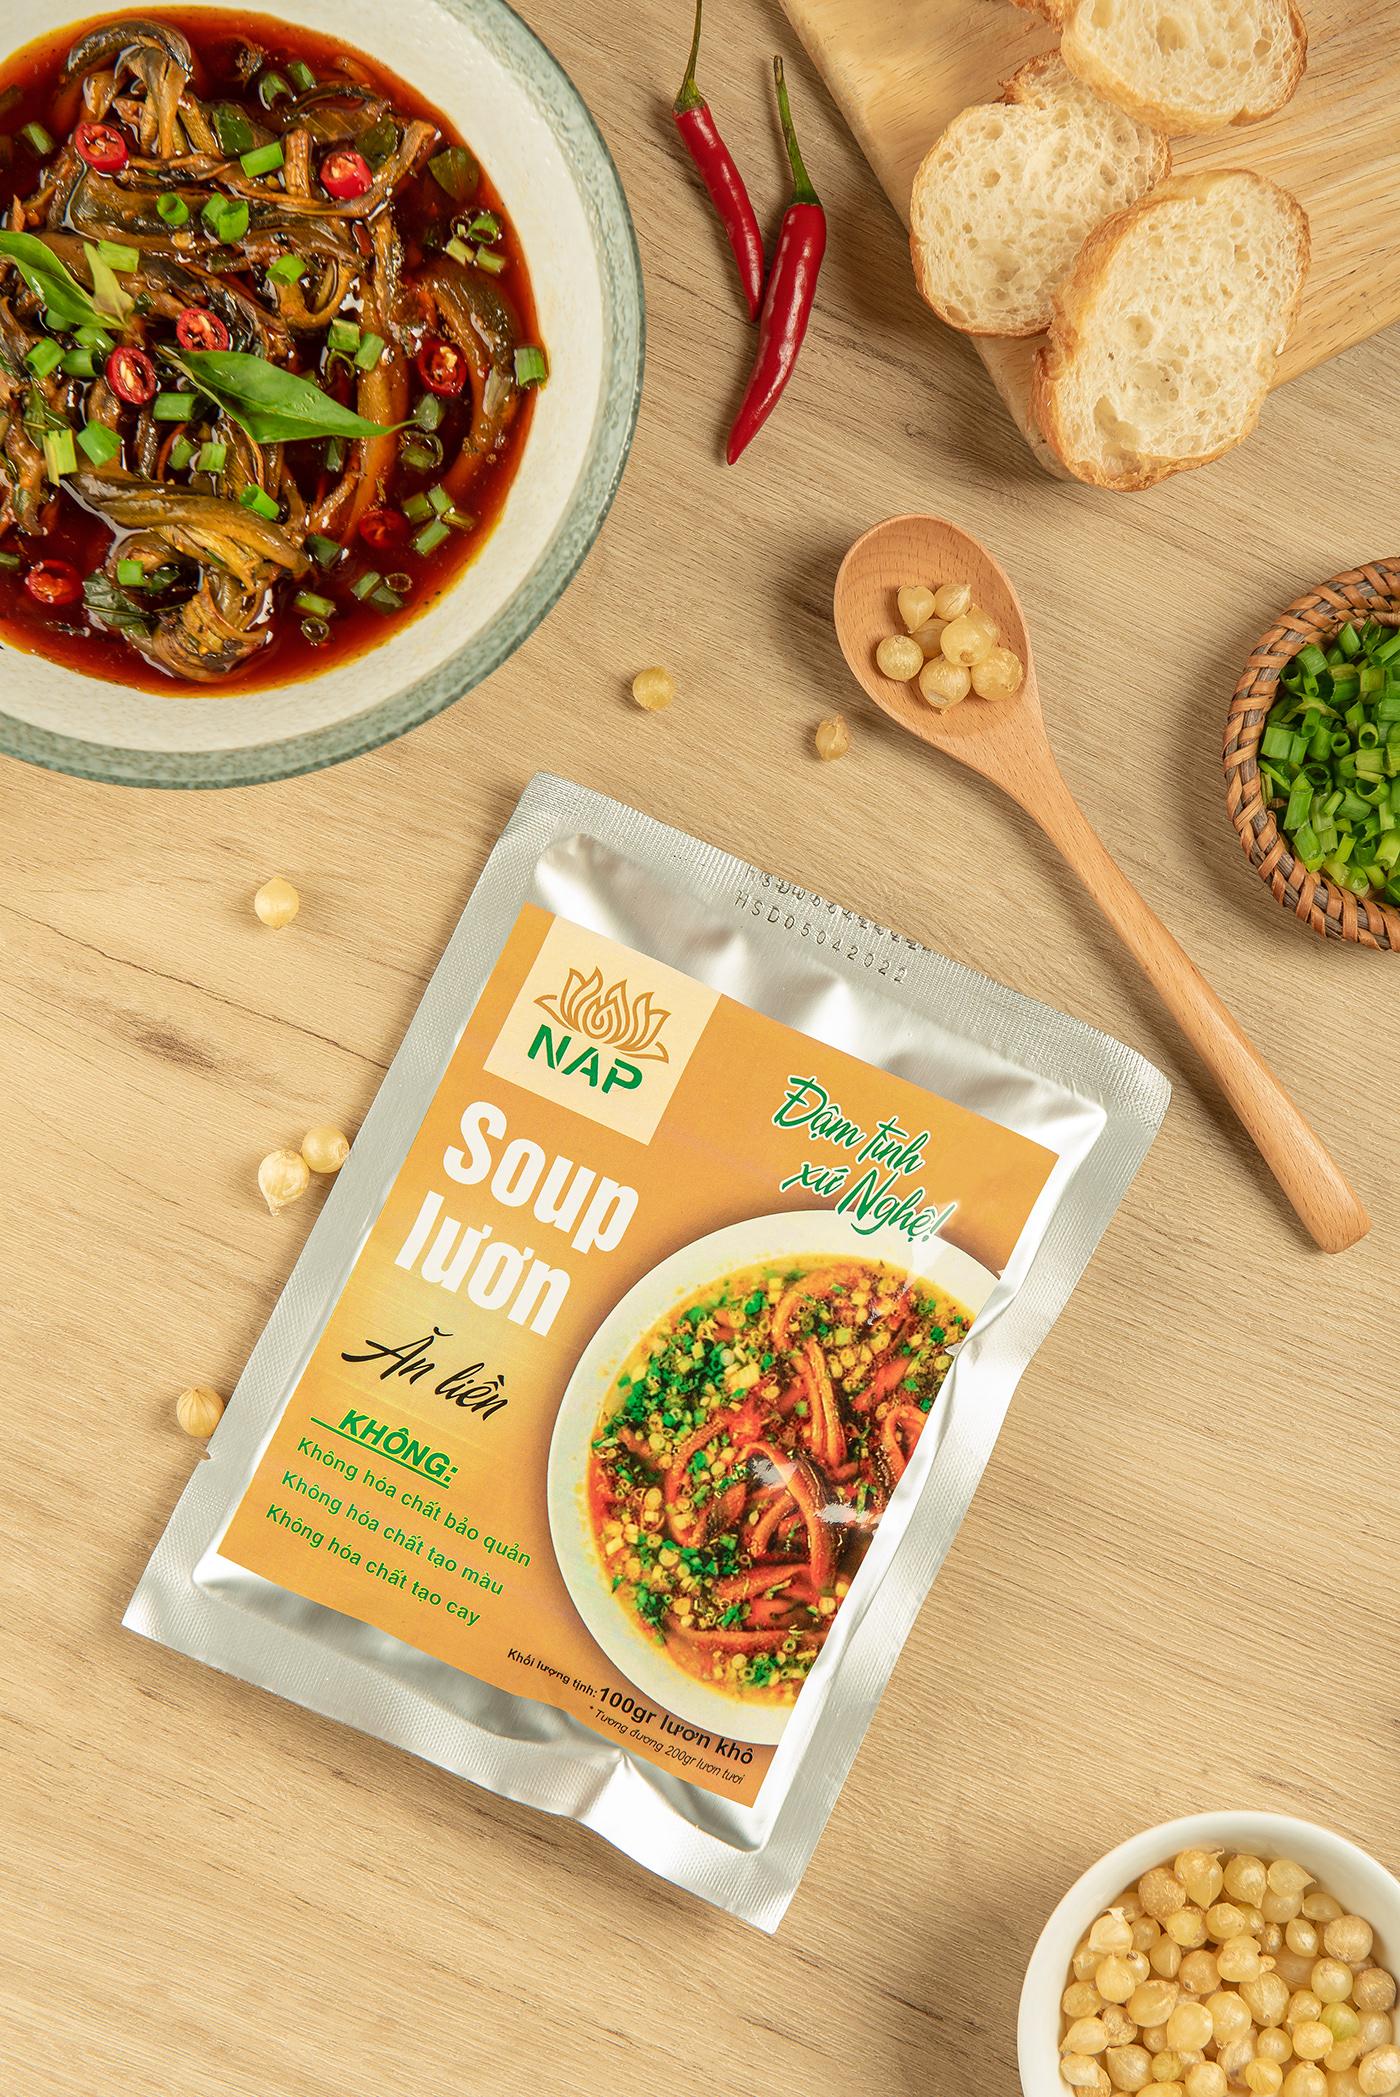 HSD05042022
NAP
Đậm tình
xứ Nghệ!
Soup
lươn
Ăn liền
KHÔNG:
Không hóa chất bảo quản
Không hóa chất tạo màu
Không hóa chất tạo cay
Khối lượng tịnh: 100gr lươn khô
* Tương đương 200gr lươn tươi